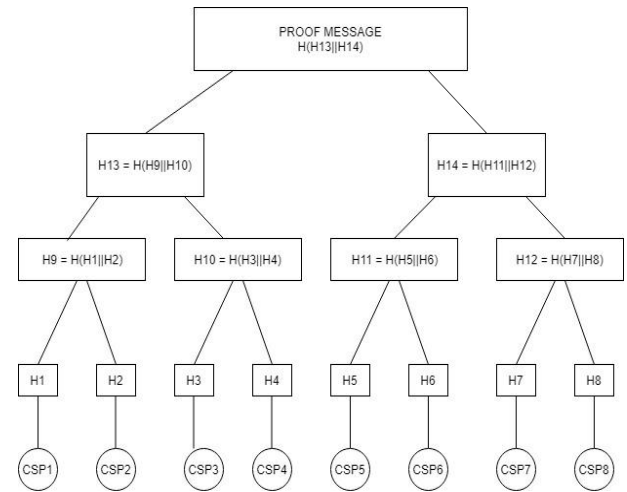 PROOF MESSAGE
H(H13||H14)
H13 = H(H9||H10)
H14 = H(H11||H12)
H9 = H(H1||H2)
H10 = H(H3||H4)
H11 = H(H5||H6)
H12 = H(H7||H8)
H1
H2
H3
H4
H5
H6
H7
H8
CSP1
CSP2
CSP3
CSP4
CSP5
CSP6
CSP7
CSP8